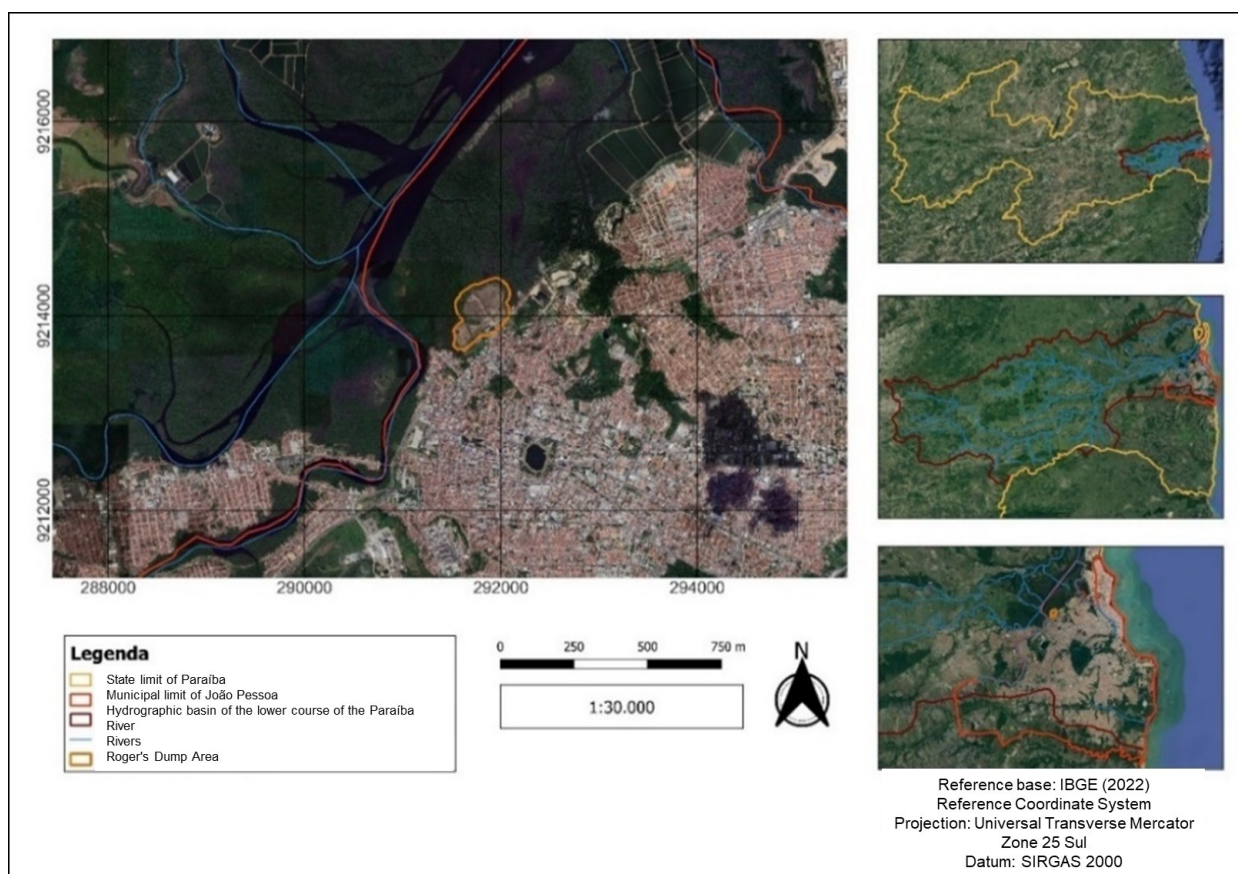 9216000
9214000
9212000
288000
290000
292000
294000
Legenda
State limit of Paraíba
Municipal limit of João Pessoa
Hydrographic basin of the lower course of the Paraíba
River
Rivers
Roger's Dump Area
0 250 500 750 m
1:30.000
N
Reference base: IBGE (2022)
Reference Coordinate System
Projection: Universal Transverse Mercator
Zone 25 Sul
Datum: SIRGAS 2000